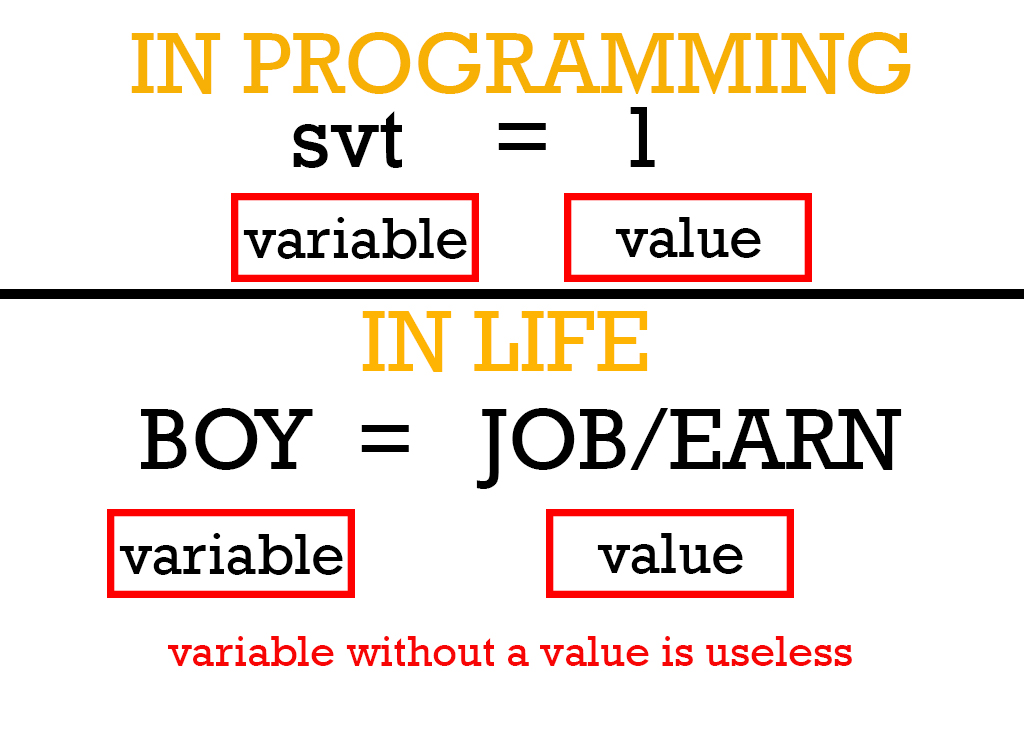 IN PROGRAMMING
svt = 1
variable value
IN LIFE
BOY = JOB/EARN
variable value
variable without a value is useless